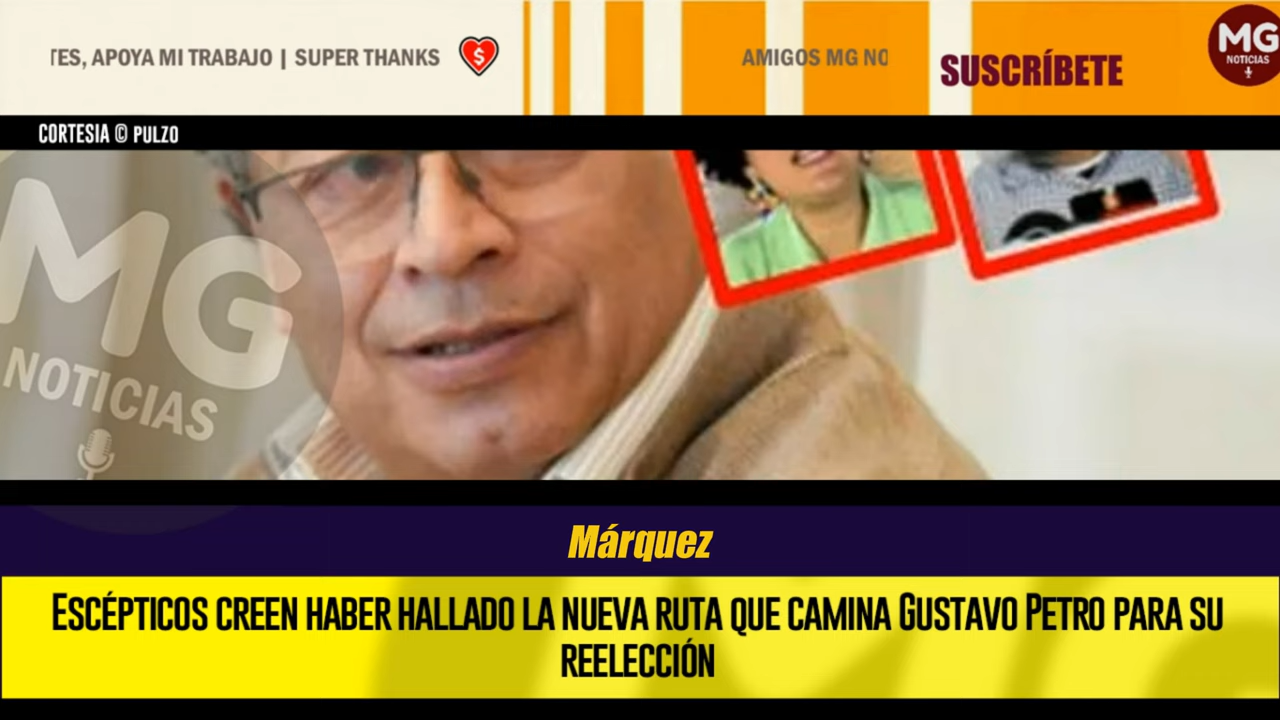 TES, APOYA MI TRABAJO | SUPER THANKS
AMIGOS MG NO
SUSCRÍBETE
MG
NOTICIAS
CORTESIA © PULZO
MG
NOTICIAS
Márquez
ESCÉPTICOS CREEN HABER HALLADO LA NUEVA RUTA QUE CAMINA GUSTAVO PETRO PARA SU
REELECCIÓN